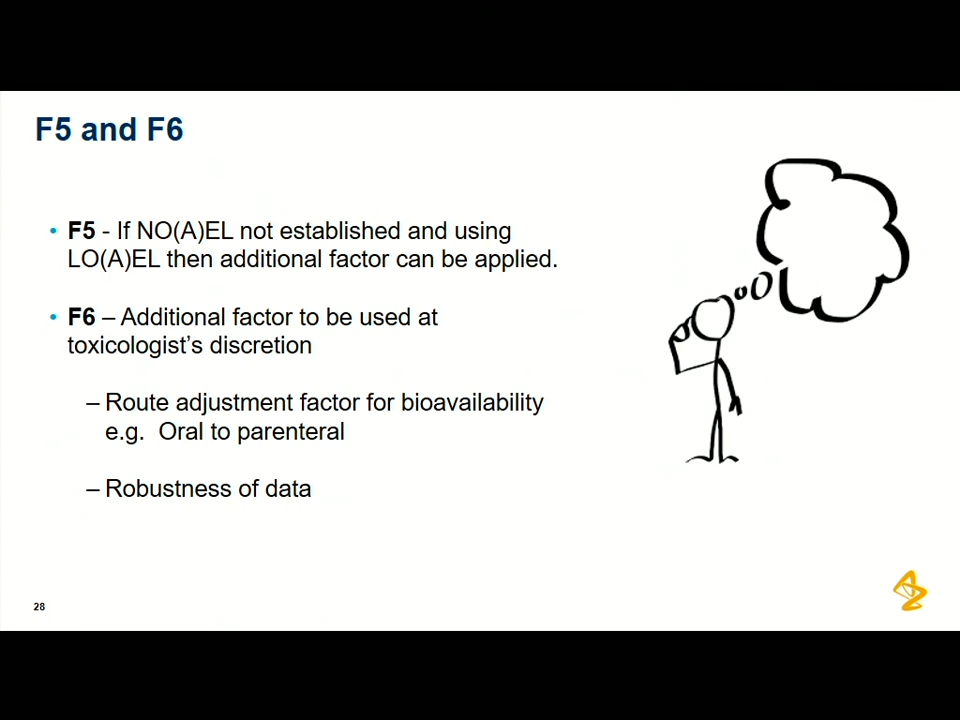 F5 and F6
• F5 - If NO(A)EL not established and using
LO(A)EL then additional factor can be applied.
• F6 – Additional factor to be used at
toxicologist’s discretion
– Route adjustment factor for bioavailability
e.g.  Oral to parenteral
– Robustness of data
28